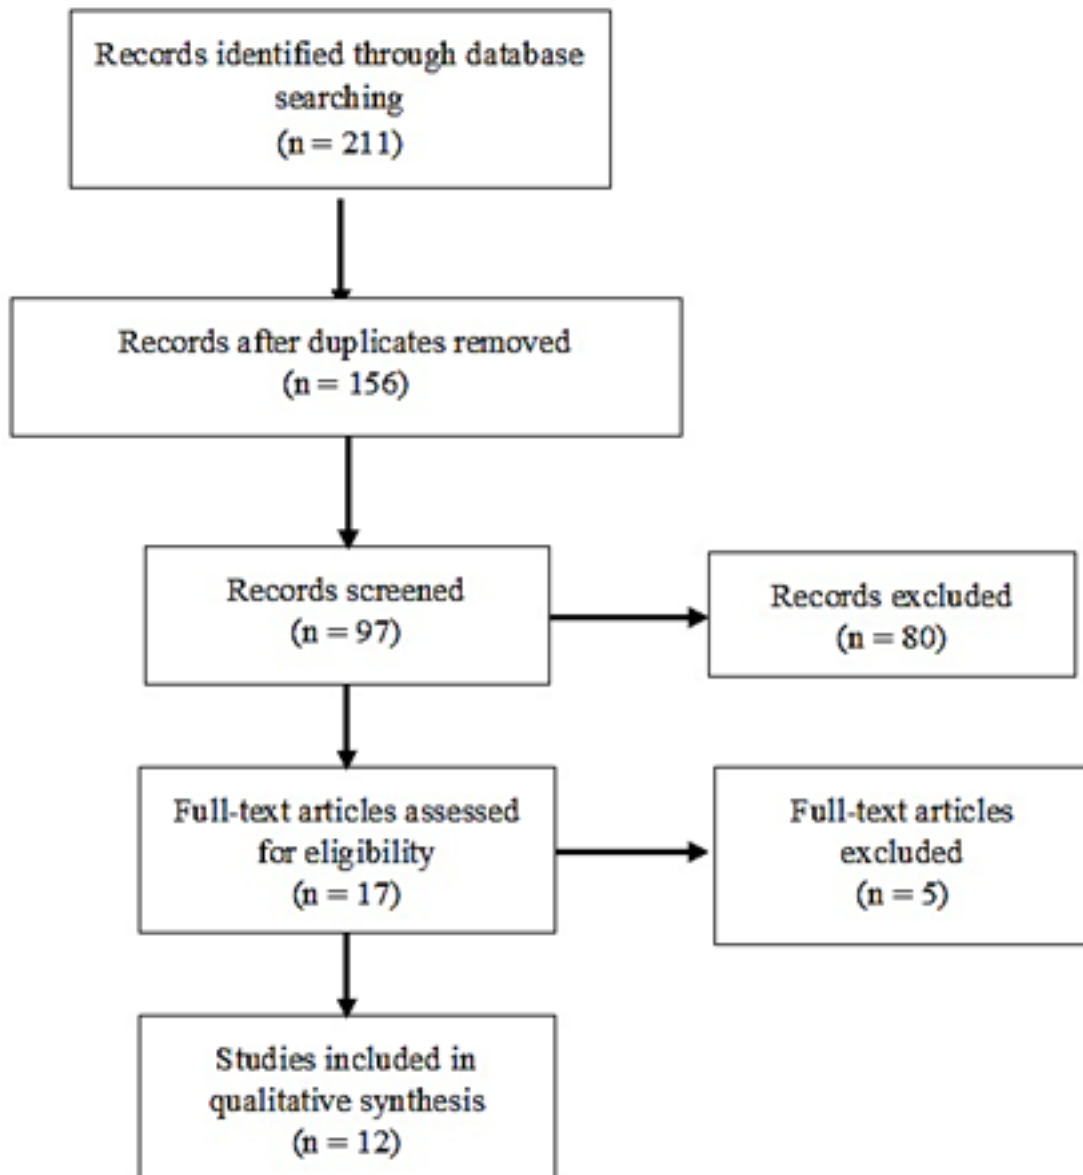 Records identified through database
searching
(n = 211)
Records after duplicates removed
(n = 156)
Records screened
(n = 97)
Records excluded
(n = 80)
Full-text articles assessed
for eligibility
(n = 17)
Full-text articles
excluded
(n = 5)
Studies included in
qualitative synthesis
(n = 12)